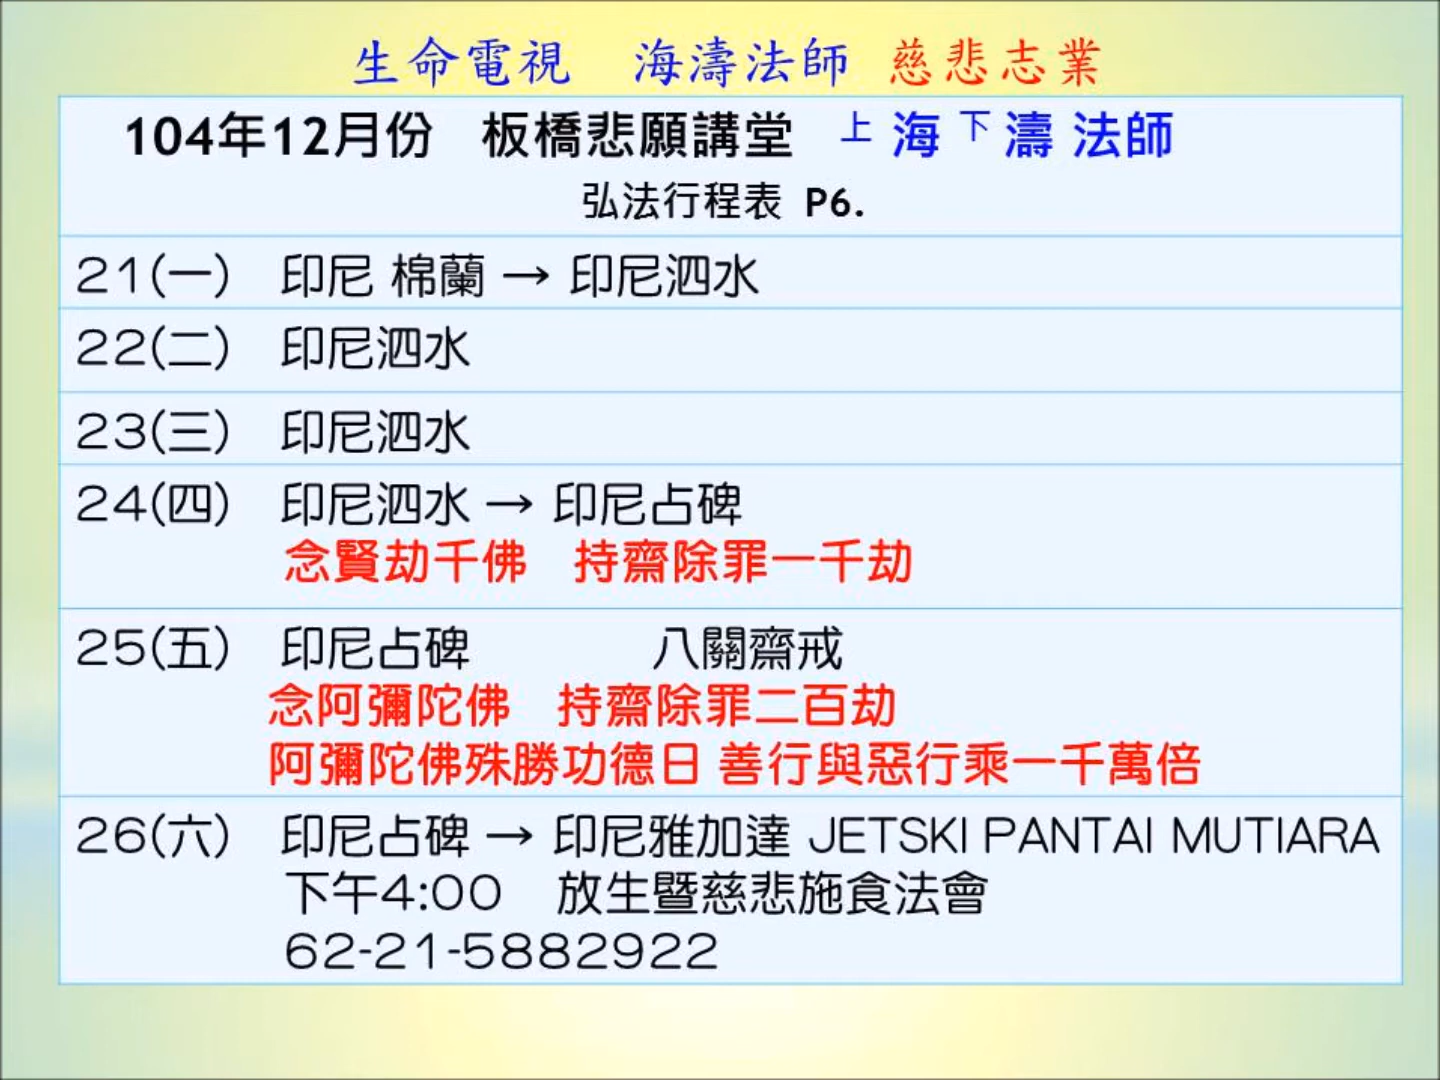 生命電視 海濤法師 慈悲志業
104年12月份 板橋悲願講堂 上海下濤法師
弘法行程表 P6.
21(一) 印尼 棉蘭 → 印尼泗水
22(二) 印尼泗水
23(三) 印尼泗水
24(四) 印尼泗水 → 印尼占碑
念賢劫千佛 持齋除罪一千劫
25(五) 印尼占碑 八關齋戒
念阿彌陀佛 持齋除罪二百劫
阿彌陀佛殊勝功德日 善行與惡行乘一千萬倍
26(六) 印尼占碑 → 印尼雅加達 JETSKI PANTAI MUTIARA
下午4:00 放生暨慈悲施食法會
62-21-5882922